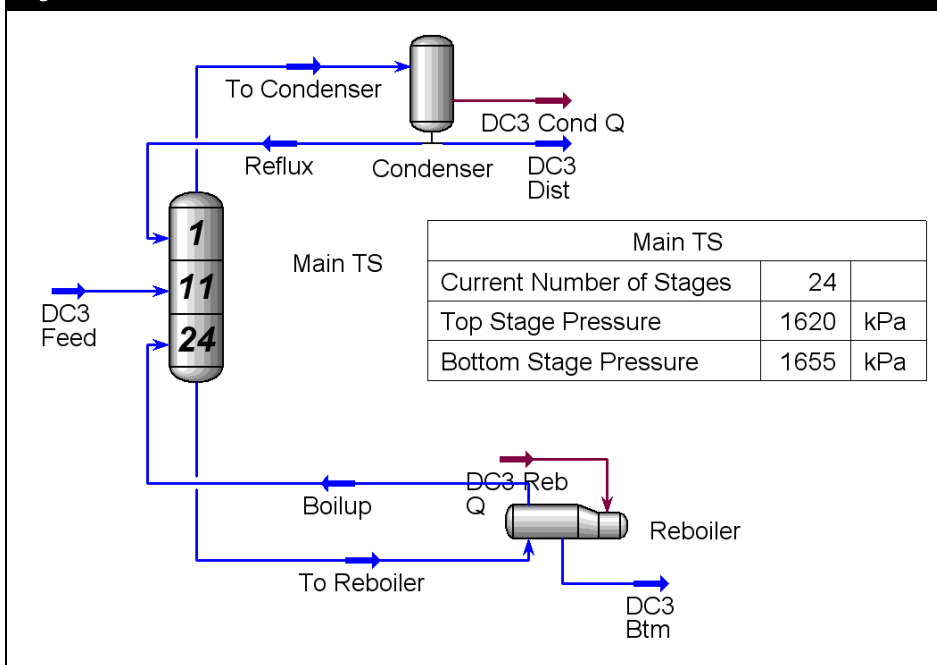 To Condenser
DC3 Cond Q
Reflux
Condenser
DC3
Dist
1
11
24
Main TS
DC3
Feed
Main TS
Current Number of Stages 24
Top Stage Pressure 1620 kPa
Bottom Stage Pressure 1655 kPa
DC3 Reb
Q
Boilup
Reboiler
To Reboiler
DC3
Btm